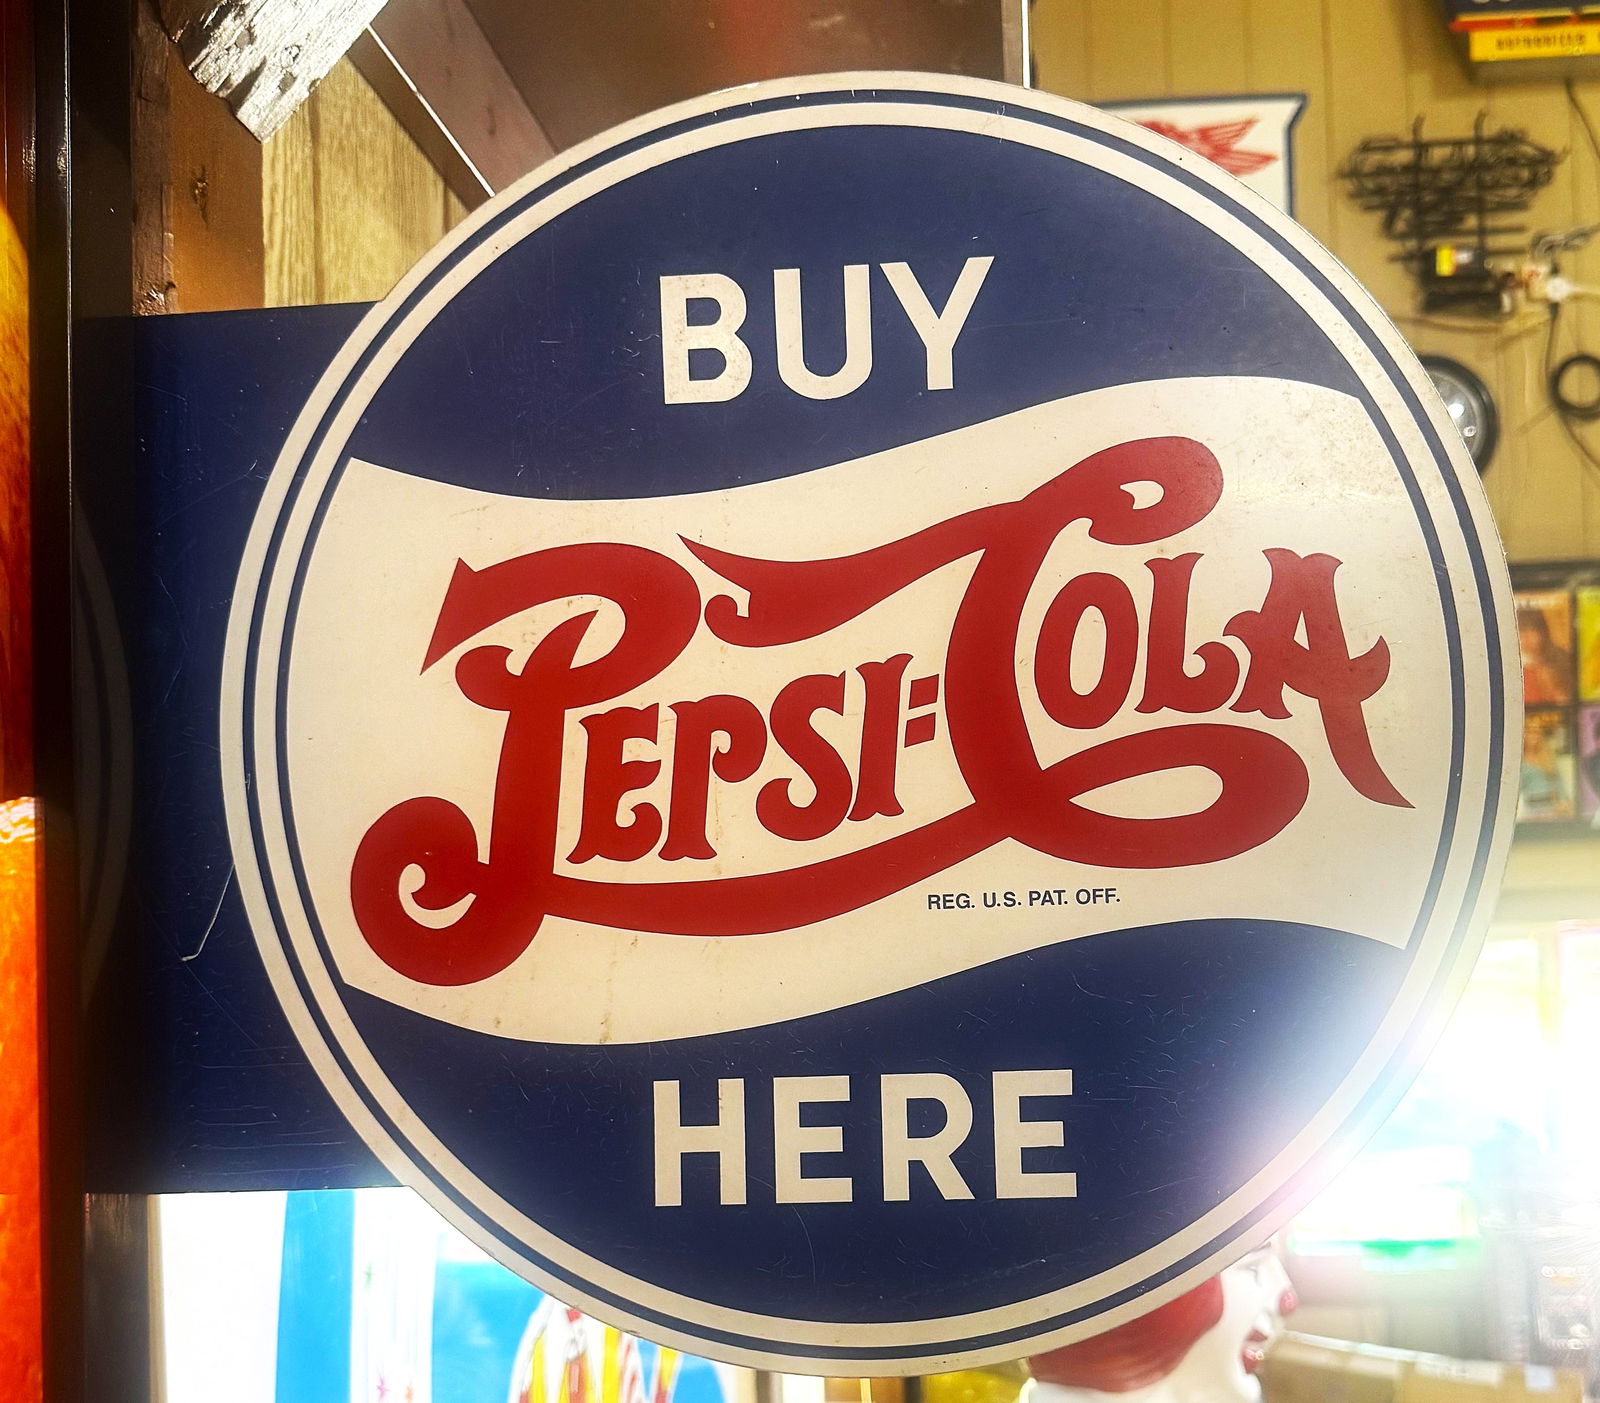 BUY
PEPSI=COLA
REG. U.S. PAT. OFF.
HERE